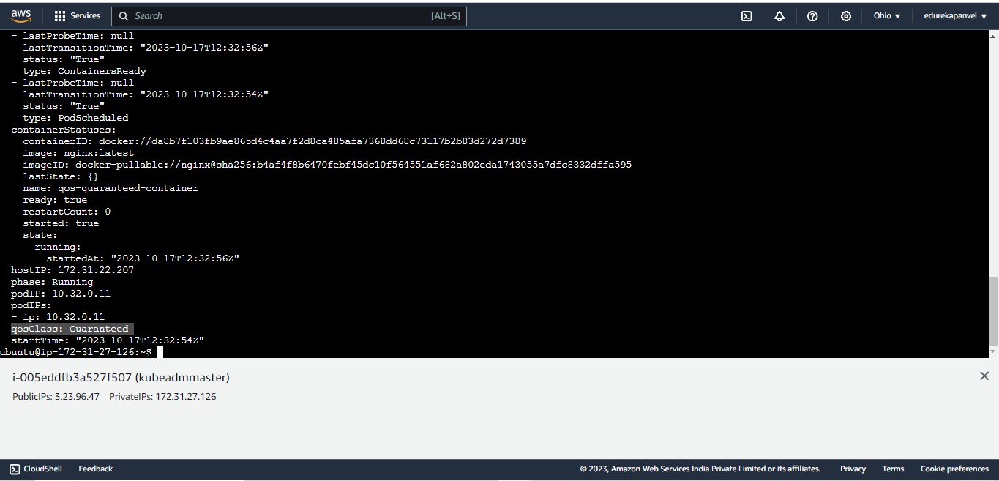 aws
Services
Search
[Alt+S]
Ohio
edurekapanvel
- lastProbeTime: null
lastTransitionTime: "2023-10-17T12:32:56Z"
status: "True"
type: ContainersReady
- lastProbeTime: null
lastTransitionTime: "2023-10-17T12:32:54Z"
status: "True"
type: PodScheduled
containerStatuses:
- containerID: docker://da8b7f103fb9ae865d4c4aa7f2d8ca485afa7368dd68c73117b2b83d272d7389
image: nginx:latest
imageID: docker-pullable://nginx@sha256:b4af4f8b6470febf45dc10f564551af682a802eda1743055a7dfc8332dffa595
lastState: {}
name: qos-guaranteed-container
ready: true
restartCount: 0
started: true
state:
running:
startedAt: "2023-10-17T12:32:56Z"
hostIP: 172.31.22.207
phase: Running
podIP: 10.32.0.11
podIPs:
- ip: 10.32.0.11
qosClass: Guaranteed
startTime: "2023-10-17T12:32:54Z"
ubuntu@ip-172-31-27-126:~$
i-005eddfb3a527f507 (kubeadmmaster)
PublicIPs: 3.23.96.47 PrivateIPs: 172.31.27.126
CloudShell Feedback © 2023, Amazon Web Services India Private Limited or its affiliates. Privacy Terms Cookie preferences